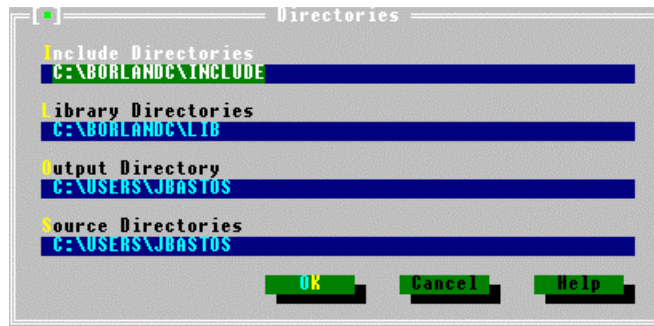 Directories
Include Directories
C:\BORLANDC\INCLUDE
Library Directories
C:\BORLANDC\LIB
Output Directory
C:\USERS\JBASTOS
Source Directories
C:\USERS\JBASTOS
OK Cancel Help